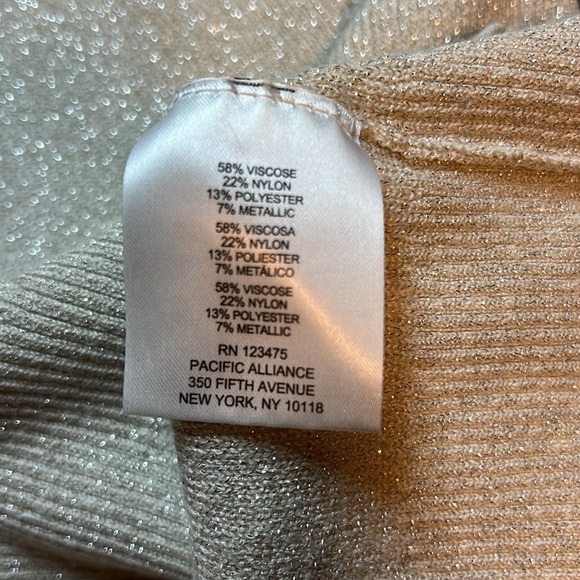 58% VISCOSE
22% NYLON
13% POLYESTER
7% METALLIC
58% VISCOSA
22% NYLON
13% POLIESTER
7% METÁLICO
58% VISCOSE
22% NYLON
13% POLYESTER
7% METALLIC
RN 123475
PACIFIC ALLIANCE
350 FIFTH AVENUE
NEW YORK, NY 10118